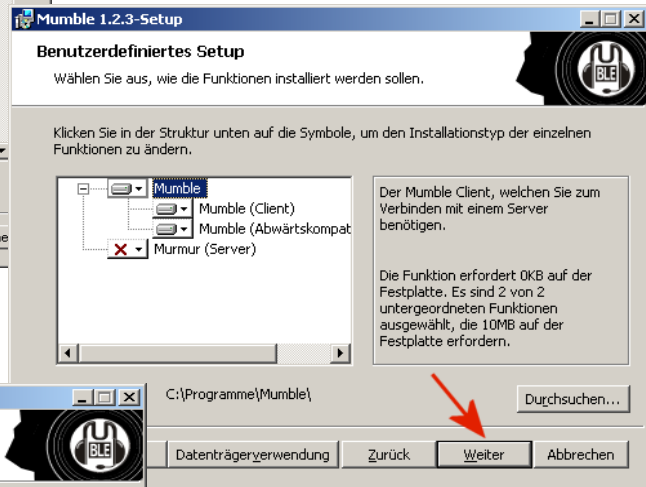 Mumble 1.2.3-Setup
Benutzerdefiniertes Setup
Wählen Sie aus, wie die Funktionen installiert werden sollen.
BLE
Klicken Sie in der Struktur unten auf die Symbole, um den Installationstyp der einzelnen
Funktionen zu ändern.
Mumble
Mumble (Client)
Mumble (Abwärtskompat
Murmur (Server)
Der Mumble Client, welchen Sie zum
Verbinden mit einem Server
benötigen.
Die Funktion erfordert 0KB auf der
Festplatte. Es sind 2 von 2
untergeordneten Funktionen
ausgewählt, die 10MB auf der
Festplatte erfordern.
C:\Programme\Mumble\
Durchsuchen...
BLE
Datenträgerverwendung
Zurück
Weiter
Abbrechen